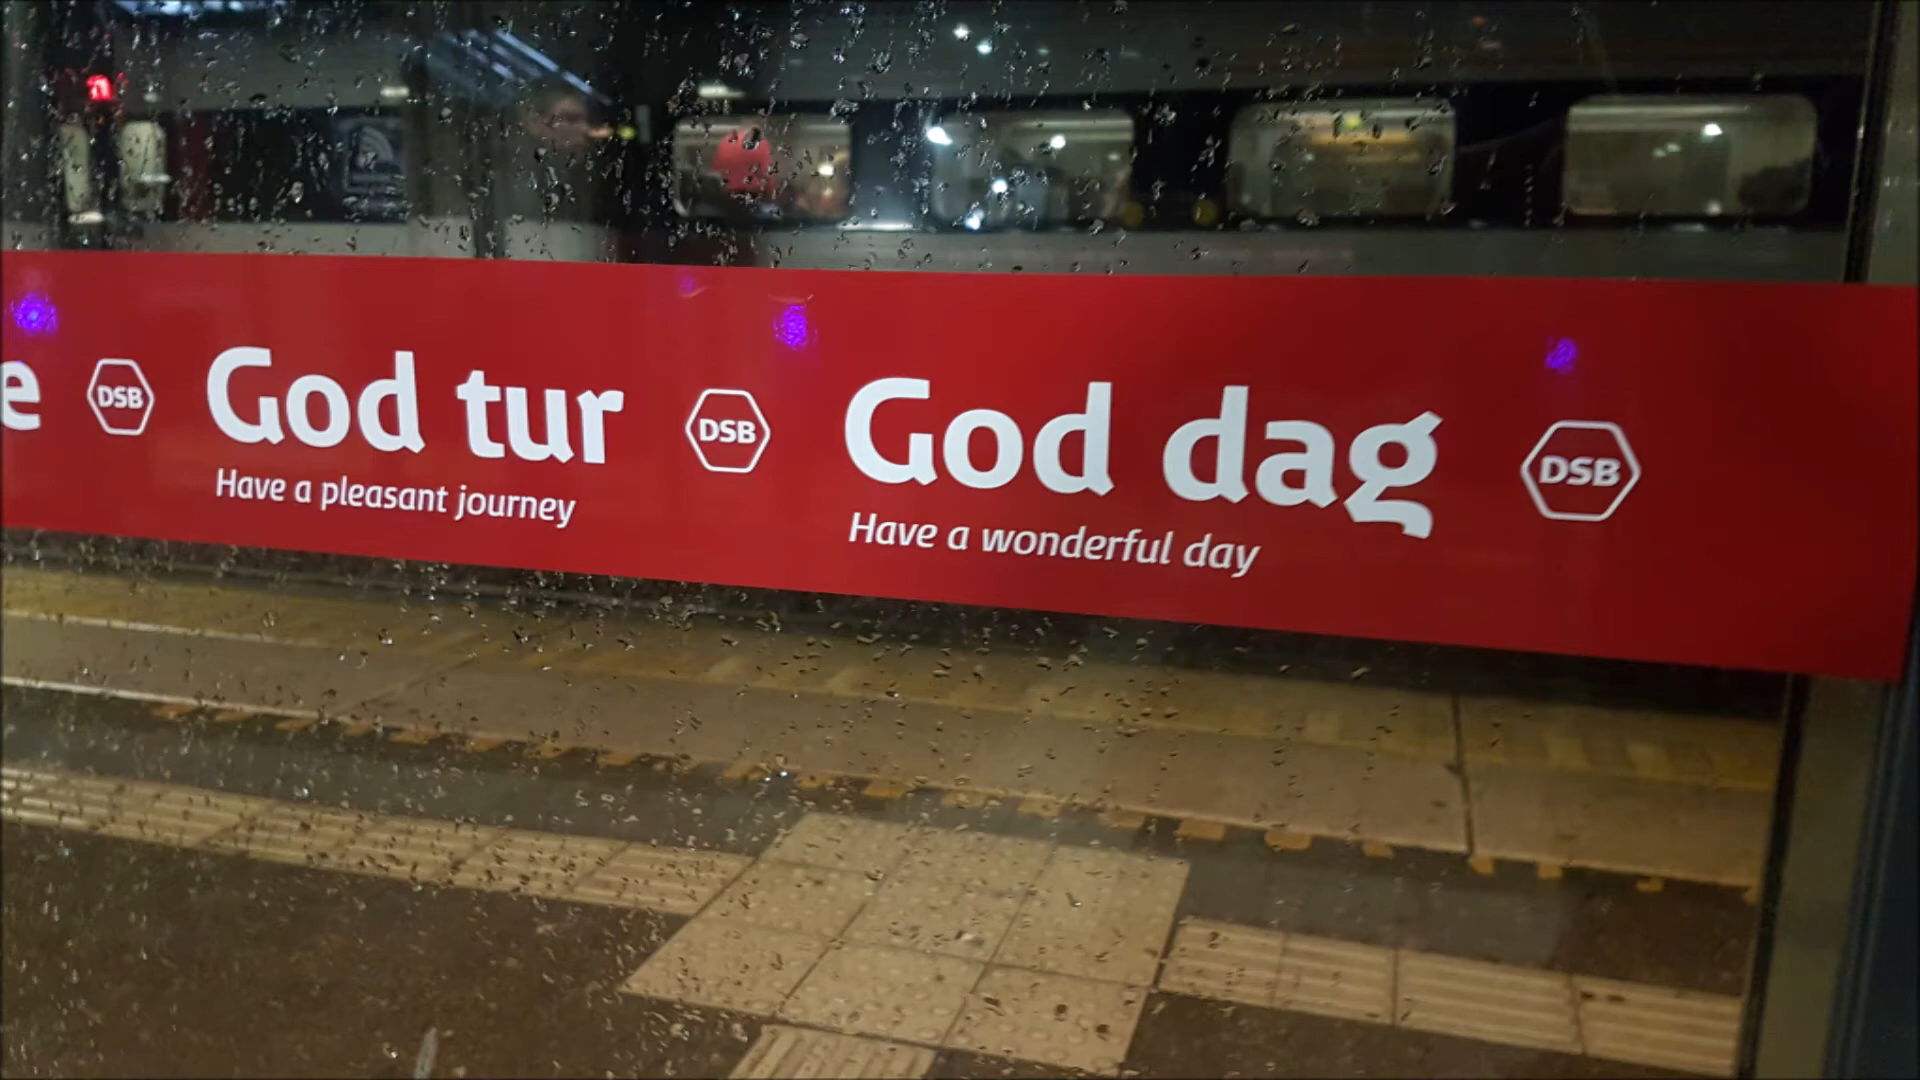 e
DSB
God tur
Have a pleasant journey
DSB
God dag
Have a wonderful day
DSB